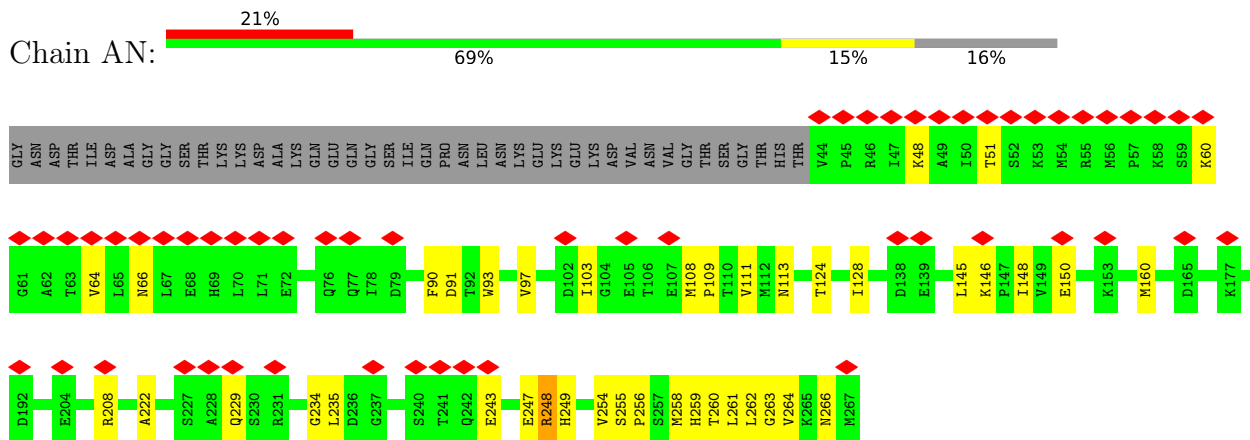 21%
Chain AN:
69% 15% 16%
GLY ASN ASP THR ILE ASP ALA GLY GLY SER THR LYS LYS ASP ALA LYS GLN GLU GLN GLY SER ILE GLN PRO ASN LEU ASN LYS GLU LYS GLU LYS ASP VAL ASN VAL GLY THR SER GLY THR HIS THR V44 P45 R46 I47 K48 A49 I50 T51 S52 K53 M54 R55 M56 P57 K58 S59 K60
G61 A62 T63 V64 L65 N66 L67 E68 H69 L70 L71 E72 Q76 Q77 I78 D79 F90 D91 T92 W93 V97 D102 I103 G104 E105 T106 E107 M108 P109 T110 V111 M112 N113 T124 I128 D138 E139 L145 K146 P147 I148 V149 E150 K153 M160 D165 K177
D192 E204 R208 A222 S227 A228 Q229 S230 R231 G234 L235 D236 G237 S240 T241 Q242 E243 E247 R248 H249 V254 S255 P256 S257 M258 H259 T260 L261 L262 G263 V264 K265 N266 M267